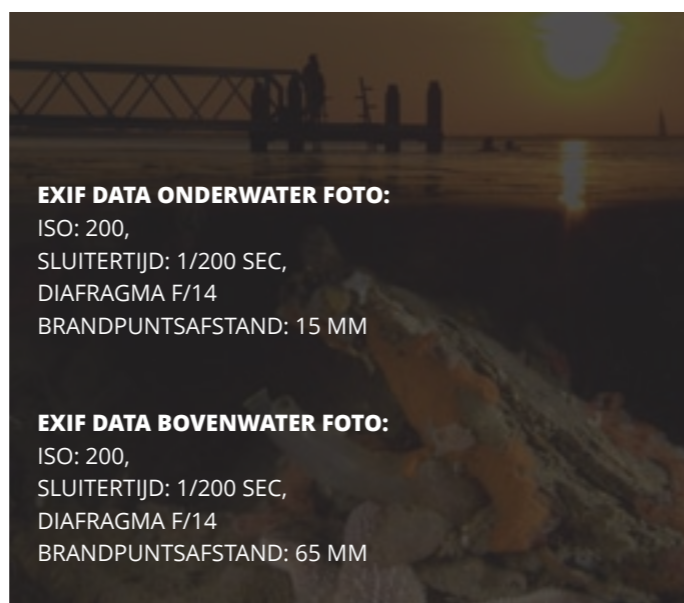 EXIF DATA ONDERWATER FOTO:
ISO: 200,
SLUITERTIJD: 1/200 SEC,
DIAFRAGMA F/14
BRANDPUNTSAFSTAND: 15 MM
EXIF DATA BOVENWATER FOTO:
ISO: 200,
SLUITERTIJD: 1/200 SEC,
DIAFRAGMA F/14
BRANDPUNTSAFSTAND: 65 MM